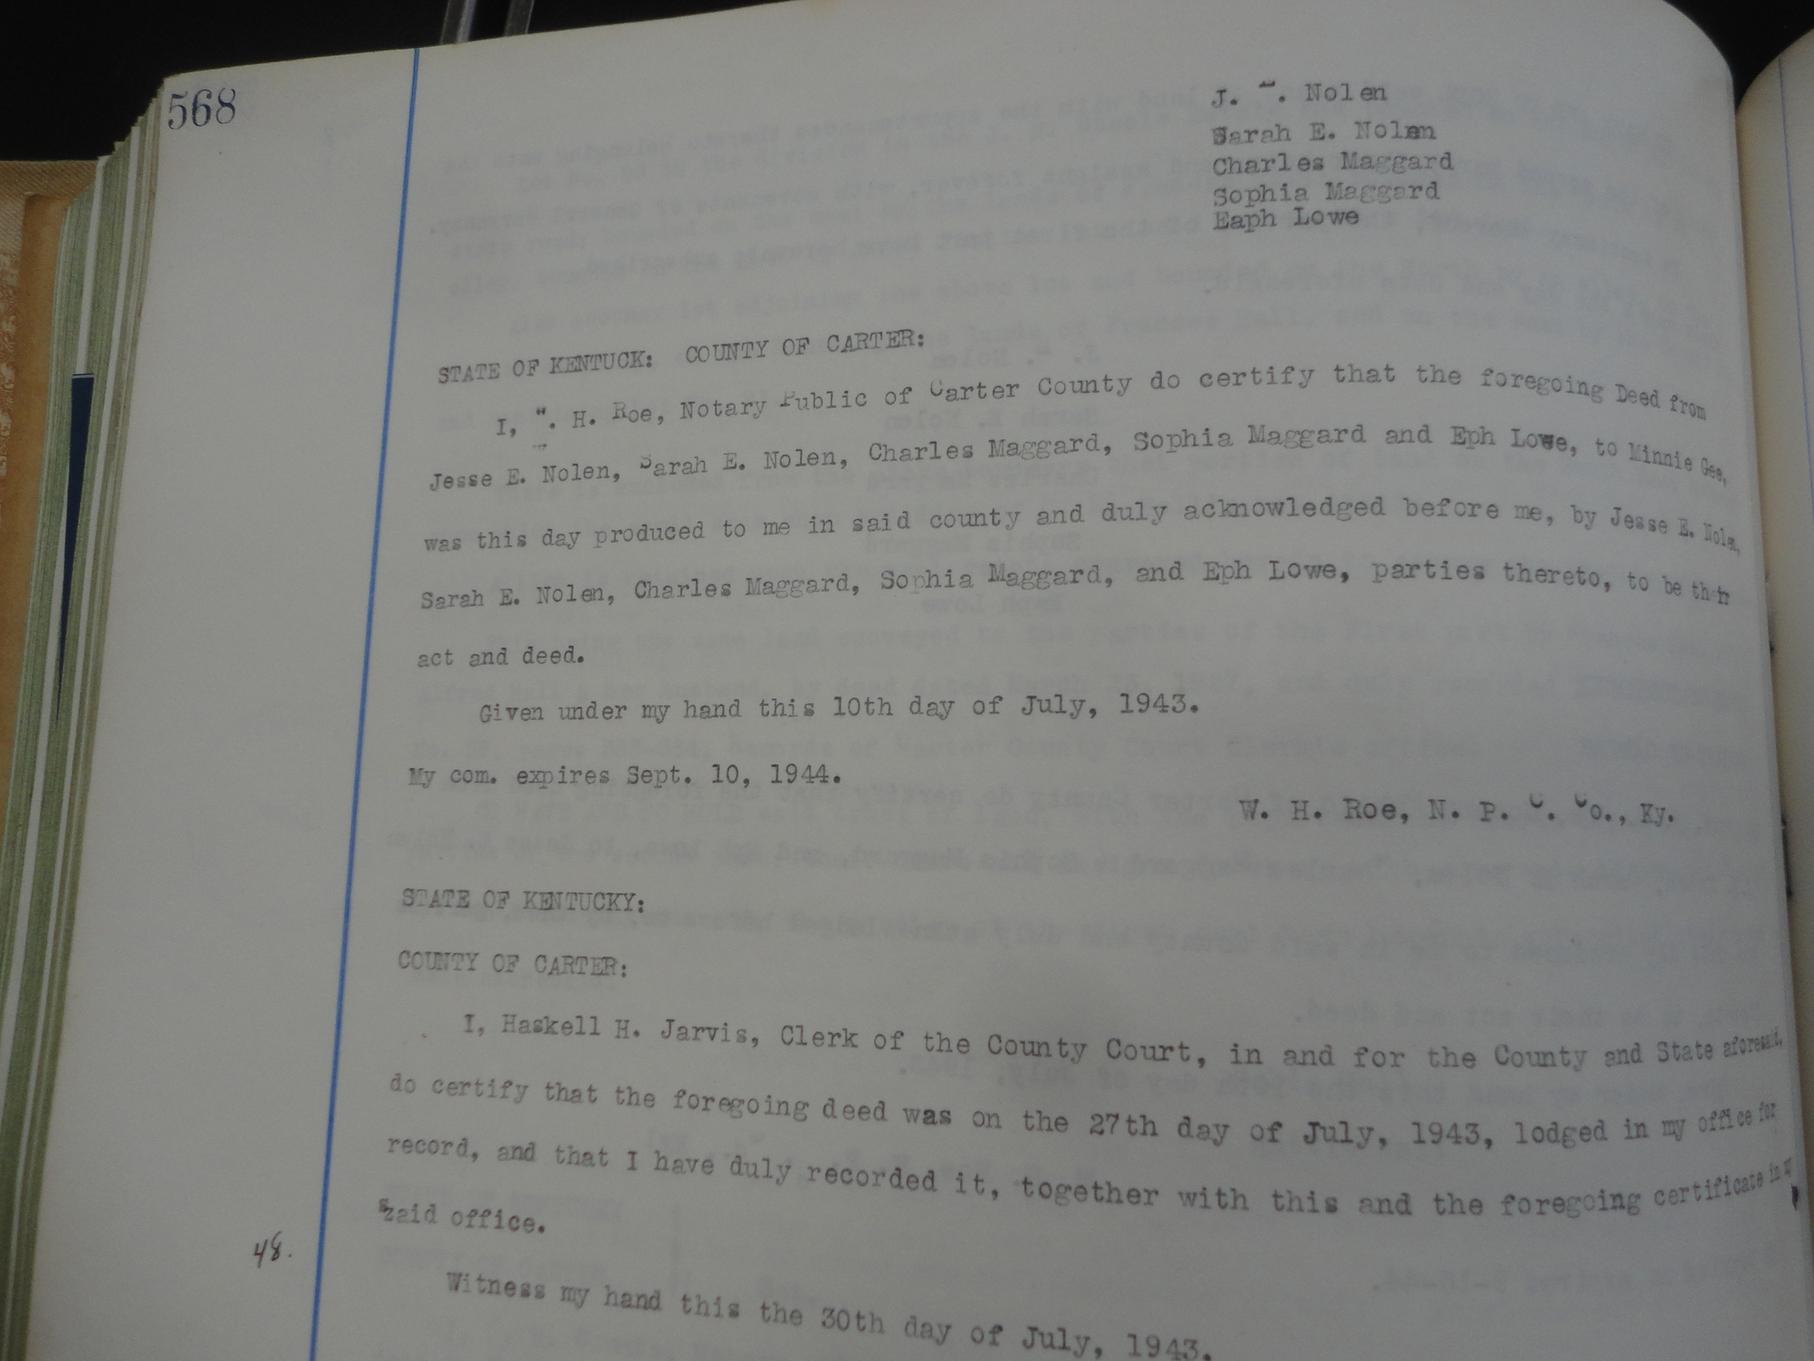 568
J. . Nolen
Sarah E. Nolen
Charles Maggard
Sophia Maggard
Eaph Lowe
STATE OF KENTUCK: COUNTY OF CARTER:
I, . H. Roe, Notary Public of Carter County do certify that the foregoing Deed from
Jesse E. Nolen, Sarah E. Nolen, Charles Maggard, Sophia Maggard and Eph Lowe, to Minnie Gee,
was this day produced to me in said county and duly acknowledged before me, by Jesse E. Nolen,
Sarah E. Nolen, Charles Maggard, Sophia Maggard, and Eph Lowe, parties thereto, to be their
act and deed.
Given under my hand this 10th day of July, 1943.
My com. expires Sept. 10, 1944.
W. H. Roe, N. P. C. Co., Ky.
STATE OF KENTUCKY:
COUNTY OF CARTER:
I, Haskell H. Jarvis, Clerk of the County Court, in and for the County and State aforesaid,
do certify that the foregoing deed was on the 27th day of July, 1943, lodged in my office for
record, and that I have duly recorded it, together with this and the foregoing certificate in my
said office.
48.
Witness my hand this the 30th day of July, 1943.